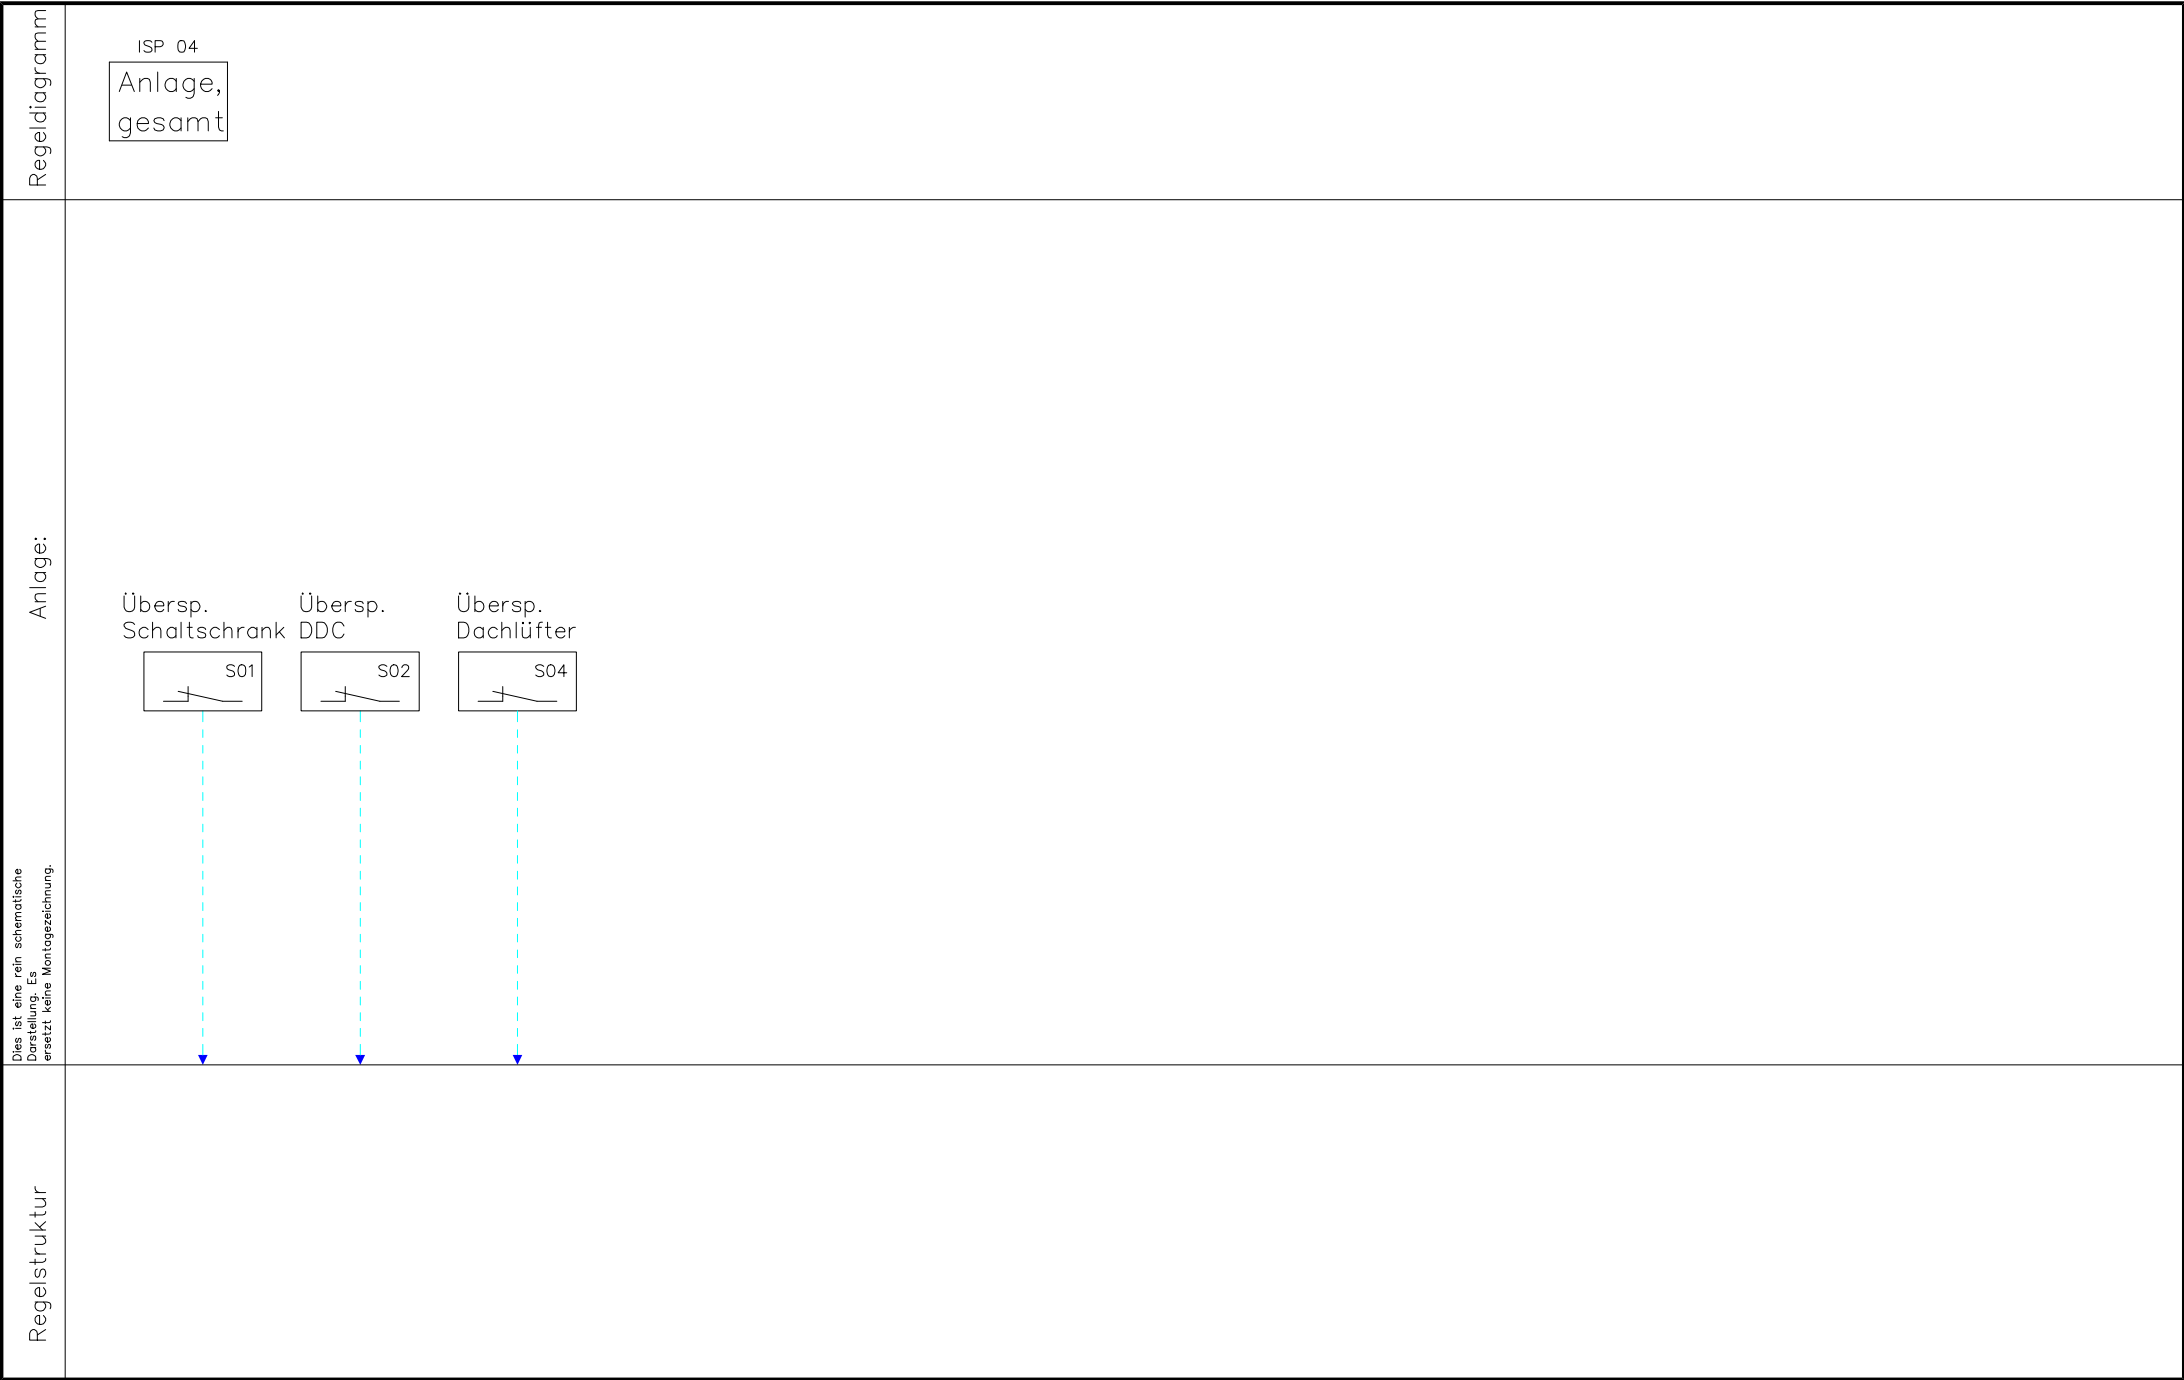 Regeldiagramm
ISP 04
Anlage,
gesamt
Anlage:
Übersp.
Schaltschrank
S01
Übersp.
DDC
S02
Übersp.
Dachlüfter
S04
Dies ist eine rein schematische
Darstellung. Es
ersetzt keine Montagezeichnung.
Regelstruktur